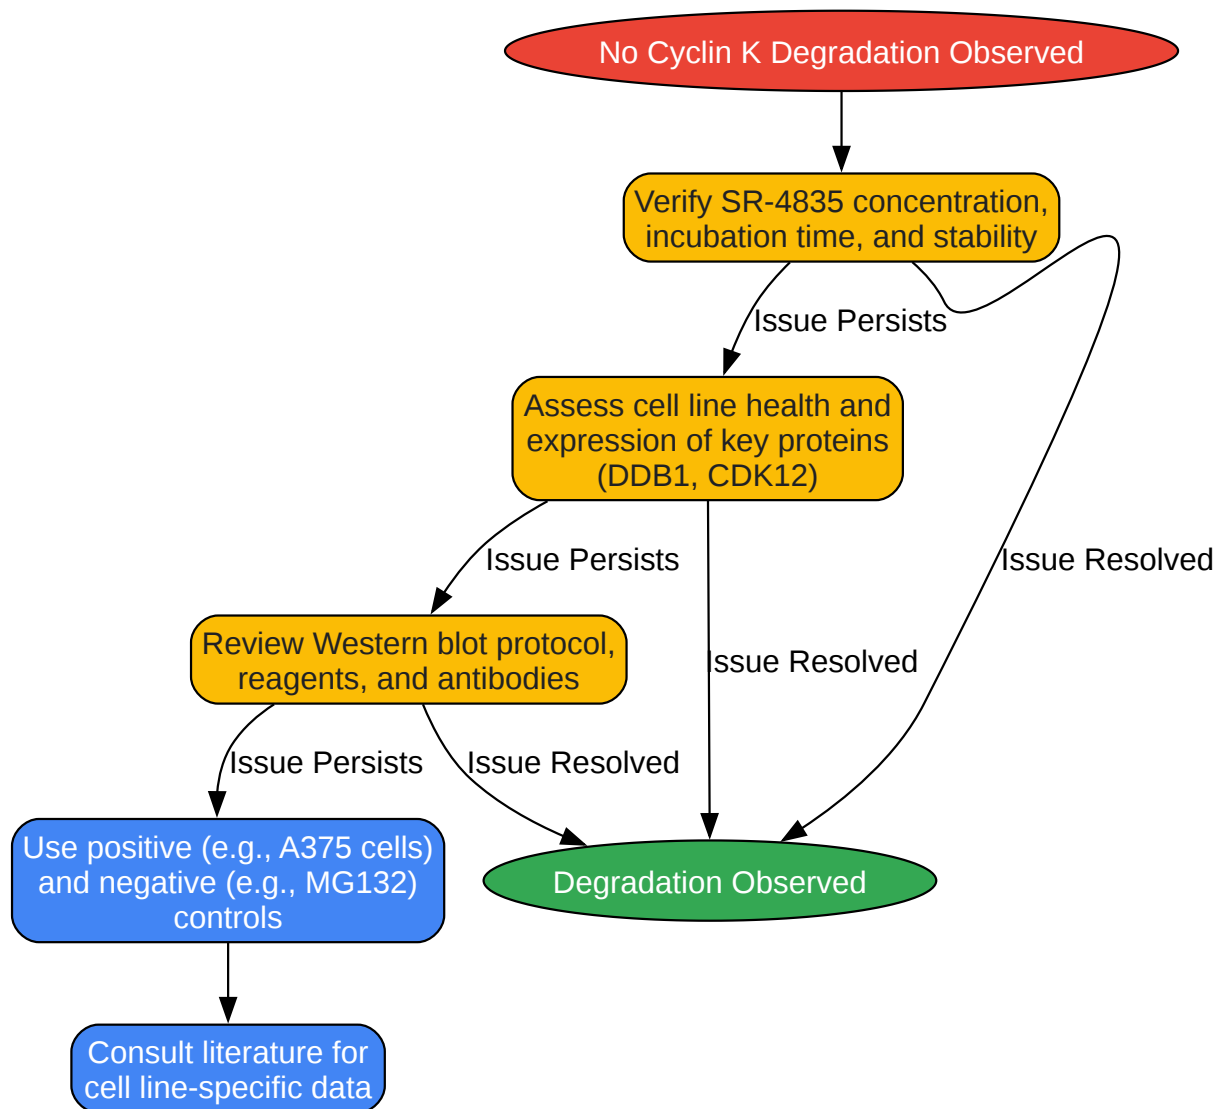 No Cyclin K Degradation Observed
Verify SR-4835 concentration,
incubation time, and stability
Issue Persists
Assess cell line health and
expression of key proteins
(DDB1, CDK12)
Issue Persists
Issue Resolved
Review Western blot protocol,
reagents, and antibodies
Issue Resolved
Issue Persists
Issue Resolved
Use positive (e.g., A375 cells)
and negative (e.g., MG132)
controls
Degradation Observed
Consult literature for
cell line-specific data